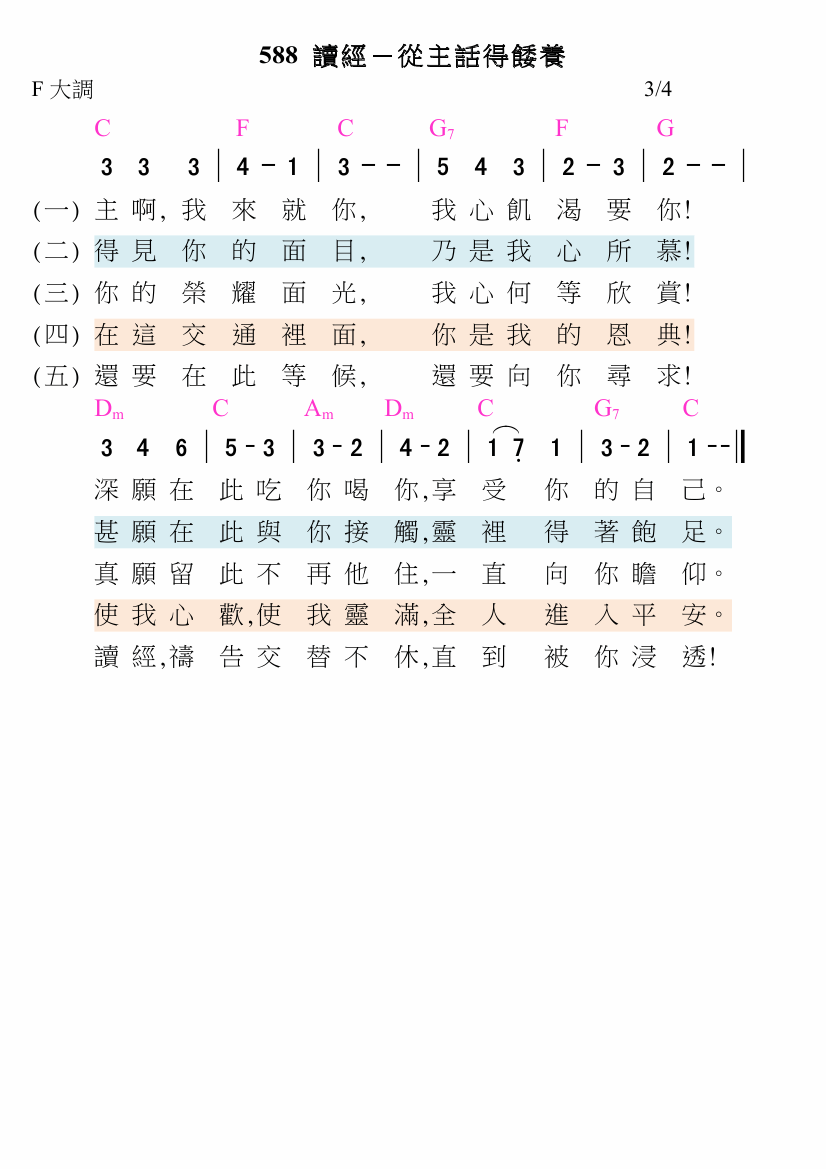 588 讀經－從主話得餧養
F 大調 3/4
C F C G7 F G
3 3 3 | 4 - 1 | 3 - - | 5 4 3 | 2 - 3 | 2 - - |
(一) 主啊,我來就你, 我心飢渴要你!
(二) 得見你的面目, 乃是我心所慕!
(三) 你的榮耀面光, 我心何等欣賞!
(四) 在這交通裡面, 你是我的恩典!
(五) 還要在此等候, 還要向你尋求!
Dm C Am Dm C G7 C
3 4 6 | 5 - 3 | 3 - 2 | 4 - 2 | 1 7̣ 1 | 3 - 2 | 1 - - ‖
深願在此吃你喝你,享受你的自己。
甚願在此與你接觸,靈裡得著飽足。
真願留此不再他住,一直向你瞻仰。
使我心歡,使我靈滿,全人進入平安。
讀經,禱告交替不休,直到被你浸透!